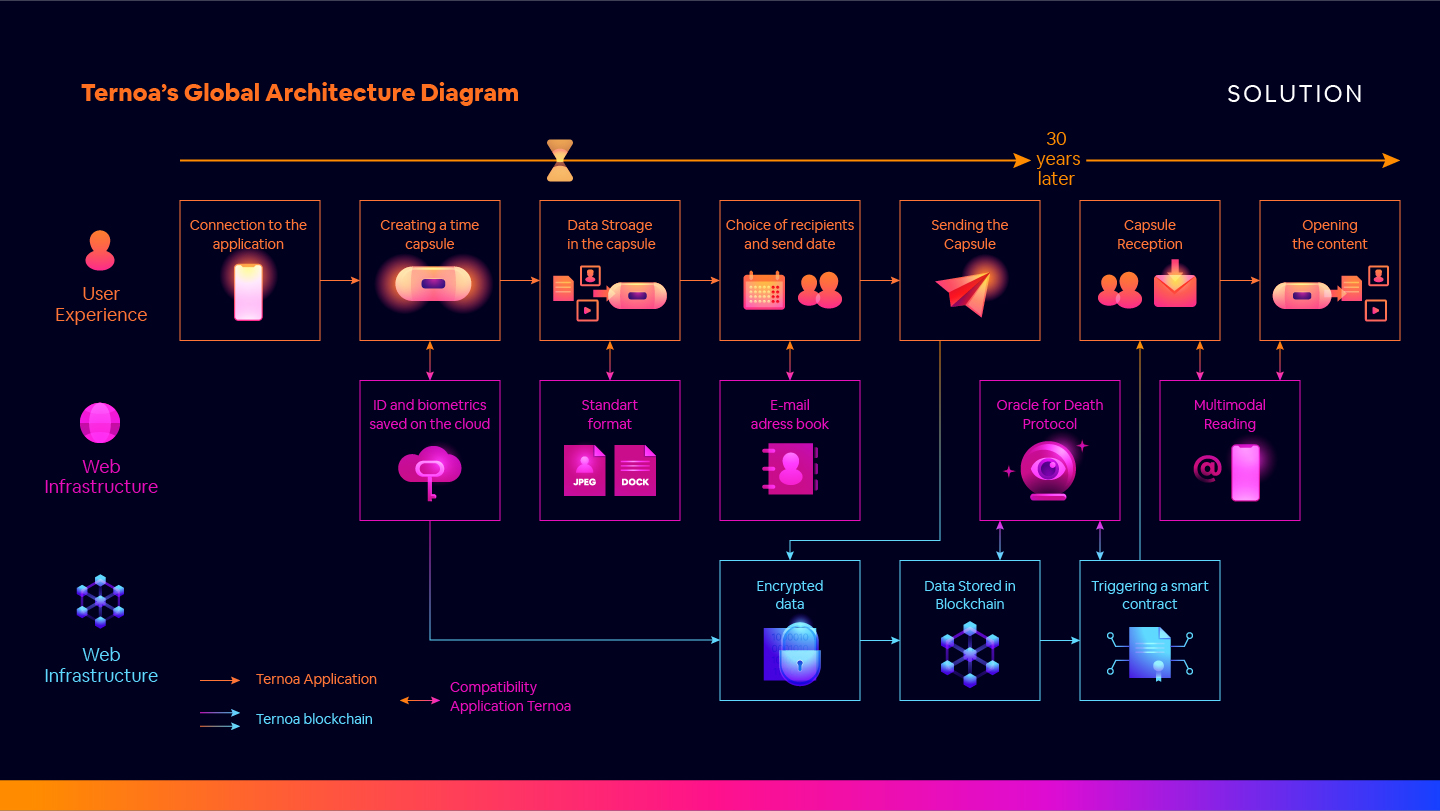 Ternoa's Global Architecture Diagram
SOLUTION
30
years
later
User
Experience
Connection to the
application
Creating a time
capsule
Data Stroage
in the capsule
Choice of recipients
and send date
Sending the
Capsule
Capsule
Reception
Opening
the content
Web
Infrastructure
ID and biometrics
saved on the cloud
Standart
format
JPEG
DOCK
E-mail
adress book
Oracle for Death
Protocol
Multimodal
Reading
@
Web
Infrastructure
Encrypted
data
Data Stored in
Blockchain
Triggering a smart
contract
Ternoa Application
Ternoa blockchain
Compatibility
Application Ternoa